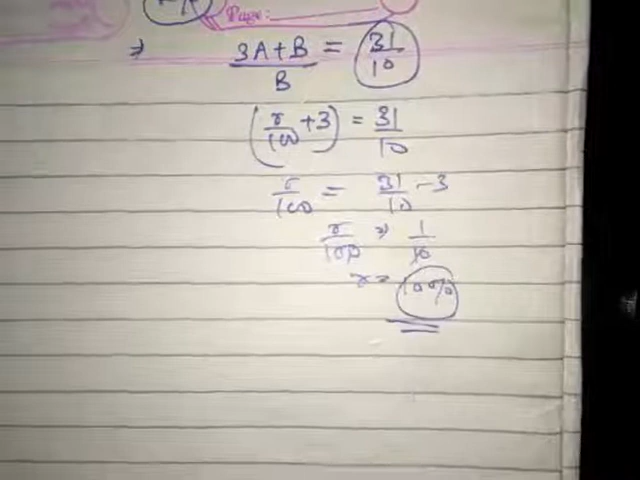 Page:
⇒ (3A+B)/B = 31/10
(r/100 + 3) = 31/10
r/100 = 31/10 - 3
r/100 ⇒ 1/10
r = 10%